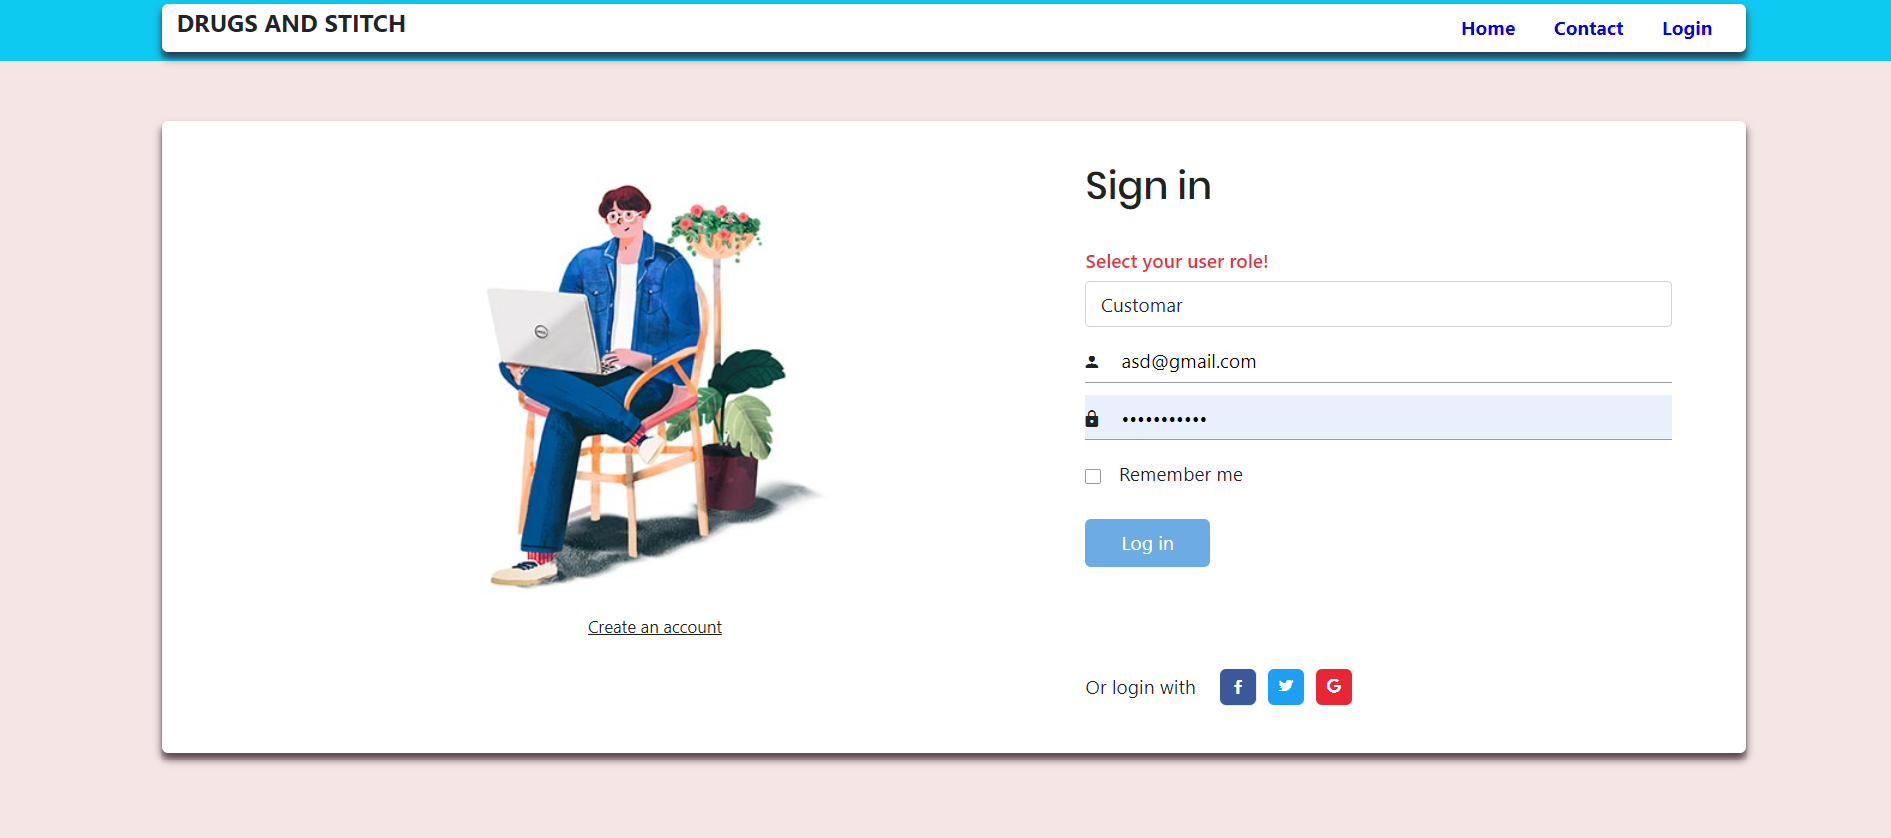 DRUGS AND STITCH
Home Contact Login
Sign in
Select your user role!
Customar
asd@gmail.com
•••••••••••
Remember me
Log in
Create an account
Or login with